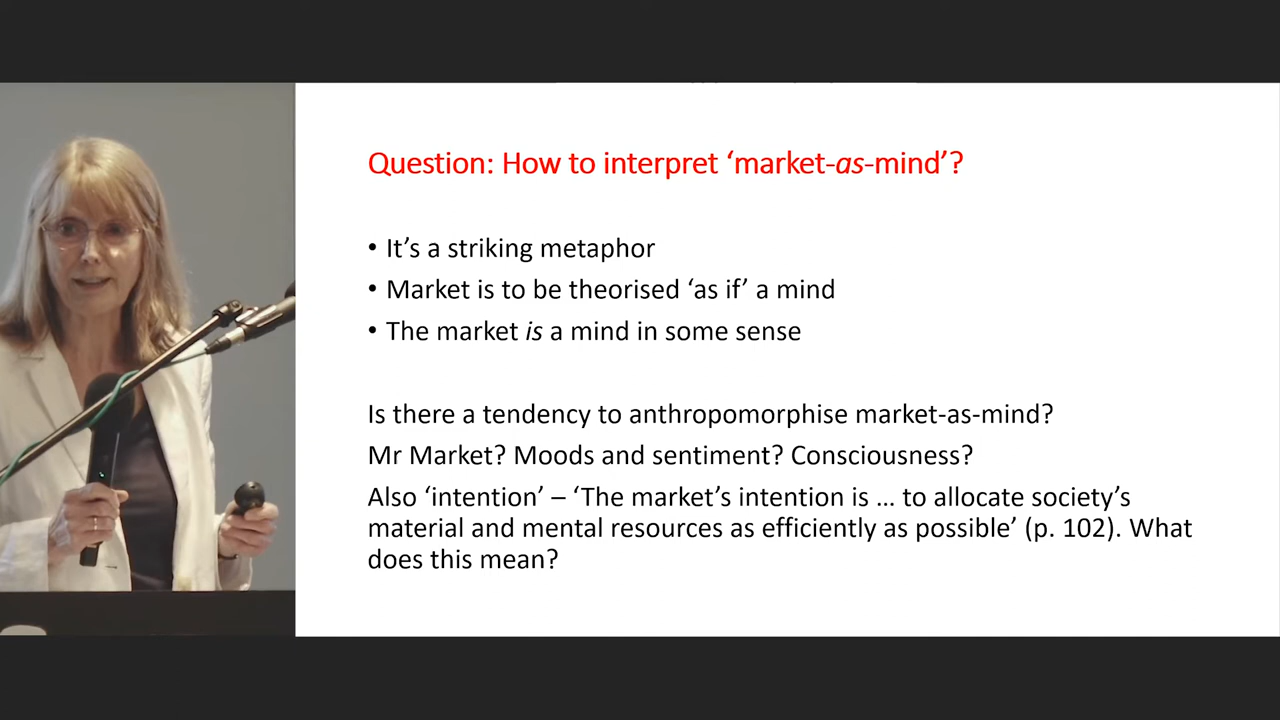 Question: How to interpret ‘market-as-mind’?
• It’s a striking metaphor
• Market is to be theorised ‘as if’ a mind
• The market is a mind in some sense
Is there a tendency to anthropomorphise market-as-mind?
Mr Market? Moods and sentiment? Consciousness?
Also ‘intention’ – ‘The market’s intention is … to allocate society’s
material and mental resources as efficiently as possible’ (p. 102). What
does this mean?